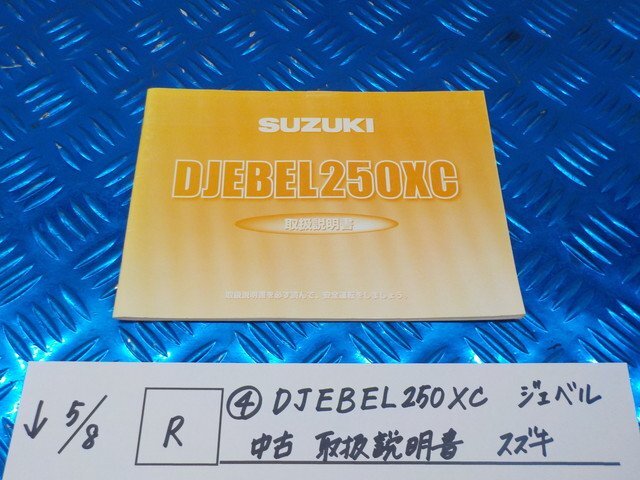 SUZUKI
DJEBEL250XC
取扱説明書
取扱説明書を必ず読んで、安全運転をしましょう
↓ 5/8 R ④ DJEBEL250XC ジェベル
中古 取扱説明書 スズキ